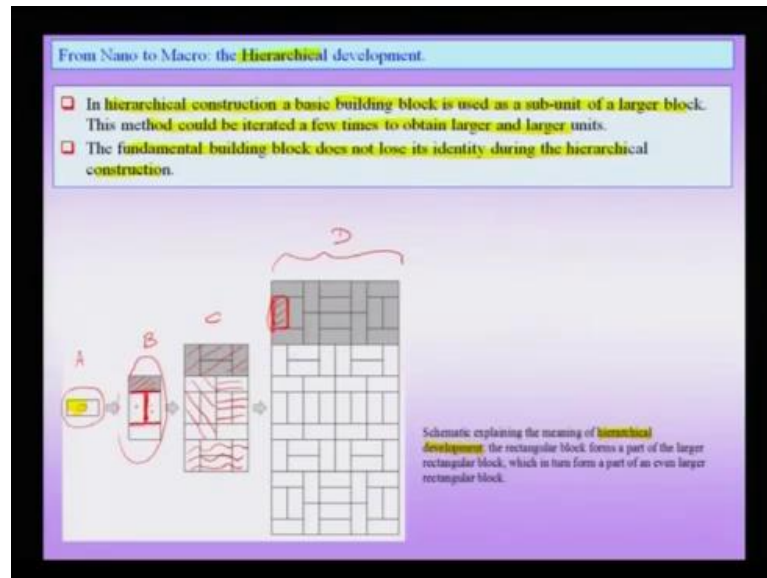 From Nano to Macro: the Hierarchical development.
In hierarchical construction a basic building block is used as a sub-unit of a larger block.
This method could be iterated a few times to obtain larger and larger units.
The fundamental building block does not lose its identity during the hierarchical
construction.
D
C
B
A
Schematic explaining the meaning of hierarchical
development: the rectangular block forms a part of the larger
rectangular block, which in turn form a part of an even larger
rectangular block.